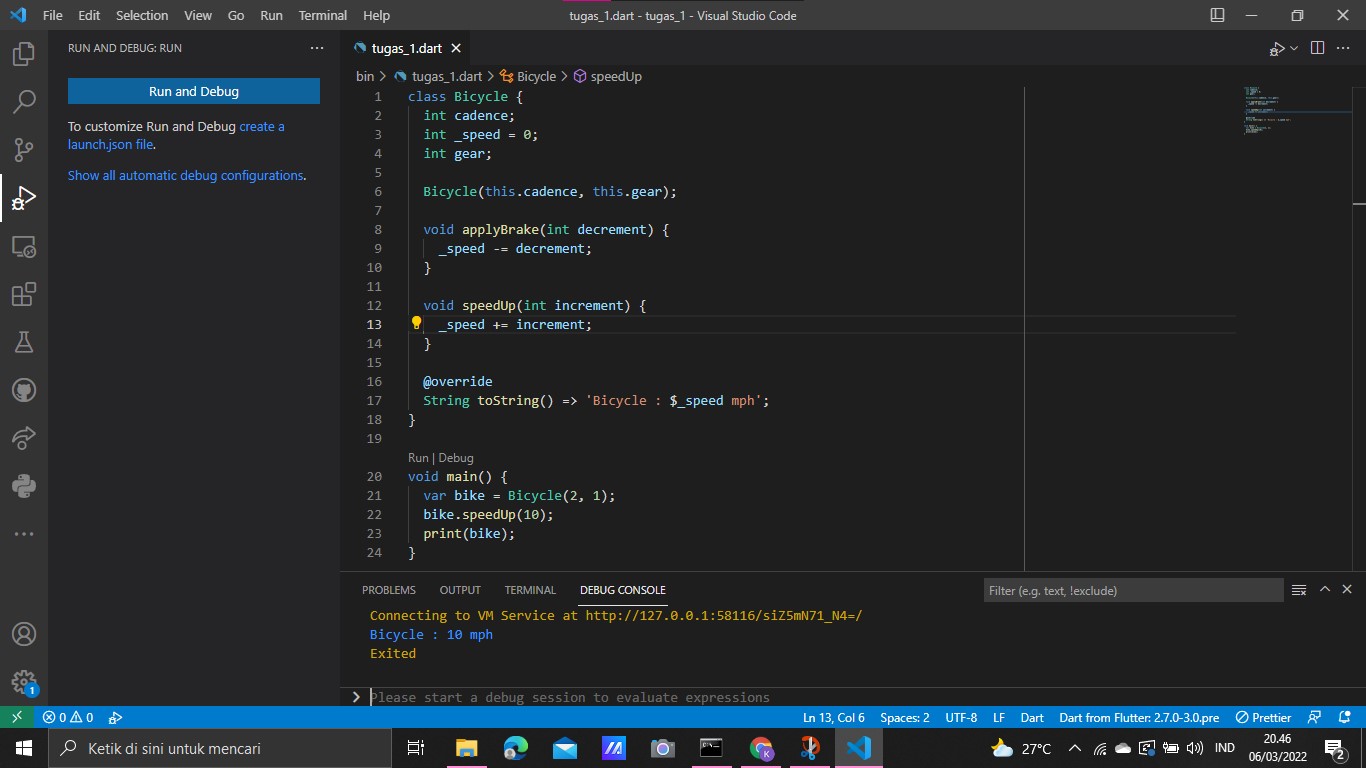 File Edit Selection View Go Run Terminal Help tugas_1.dart - tugas_1 - Visual Studio Code
RUN AND DEBUG: RUN
Run and Debug
To customize Run and Debug create a
launch.json file.
Show all automatic debug configurations.
tugas_1.dart
bin > tugas_1.dart > Bicycle > speedUp
1 class Bicycle {
2 int cadence;
3 int _speed = 0;
4 int gear;
5
6 Bicycle(this.cadence, this.gear);
7
8 void applyBrake(int decrement) {
9 _speed -= decrement;
10 }
11
12 void speedUp(int increment) {
13 _speed += increment;
14 }
15
16 @override
17 String toString() => 'Bicycle : $_speed mph';
18 }
19
Run | Debug
20 void main() {
21 var bike = Bicycle(2, 1);
22 bike.speedUp(10);
23 print(bike);
24 }
PROBLEMS OUTPUT TERMINAL DEBUG CONSOLE Filter (e.g. text, !exclude)
Connecting to VM Service at http://127.0.0.1:58116/siZ5mN71_N4=/
Bicycle : 10 mph
Exited
Please start a debug session to evaluate expressions
1
0 0 Ln 13, Col 6 Spaces: 2 UTF-8 LF Dart Dart from Flutter: 2.7.0-3.0.pre Prettier
Ketik di sini untuk mencari 27°C IND 20.46
06/03/2022 2